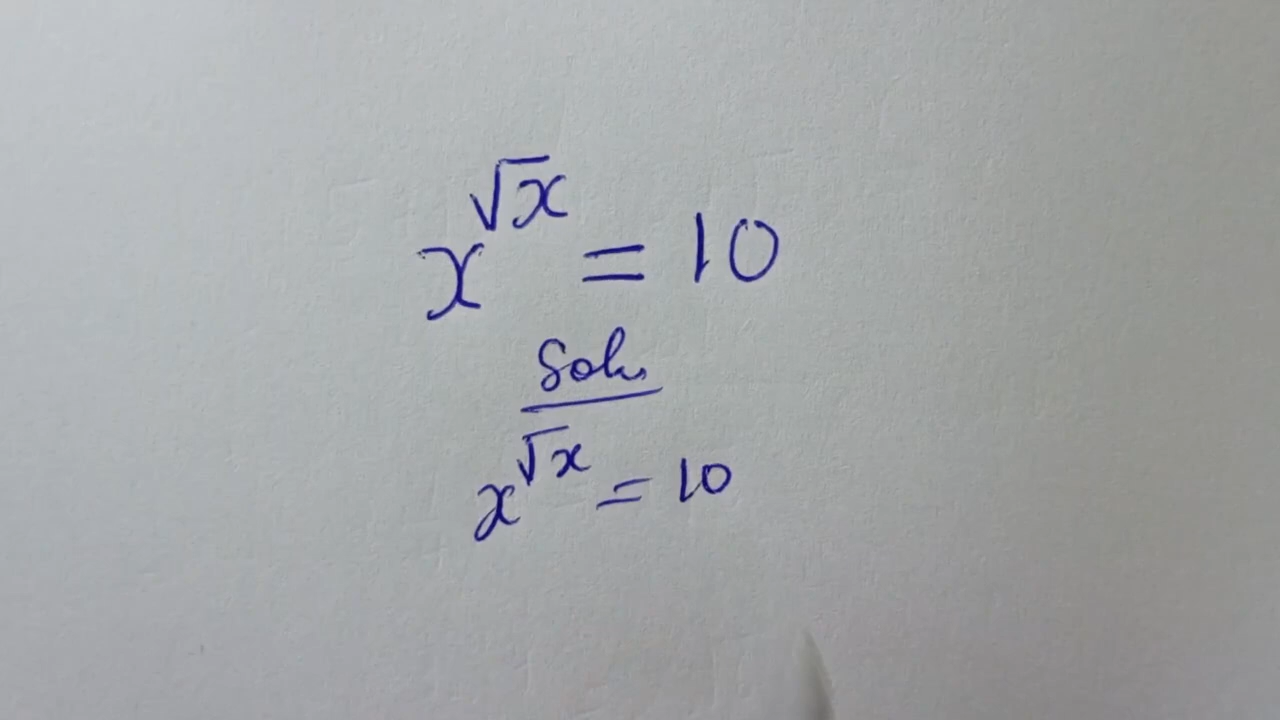 x^√x = 10
Soln
x^√x = 10